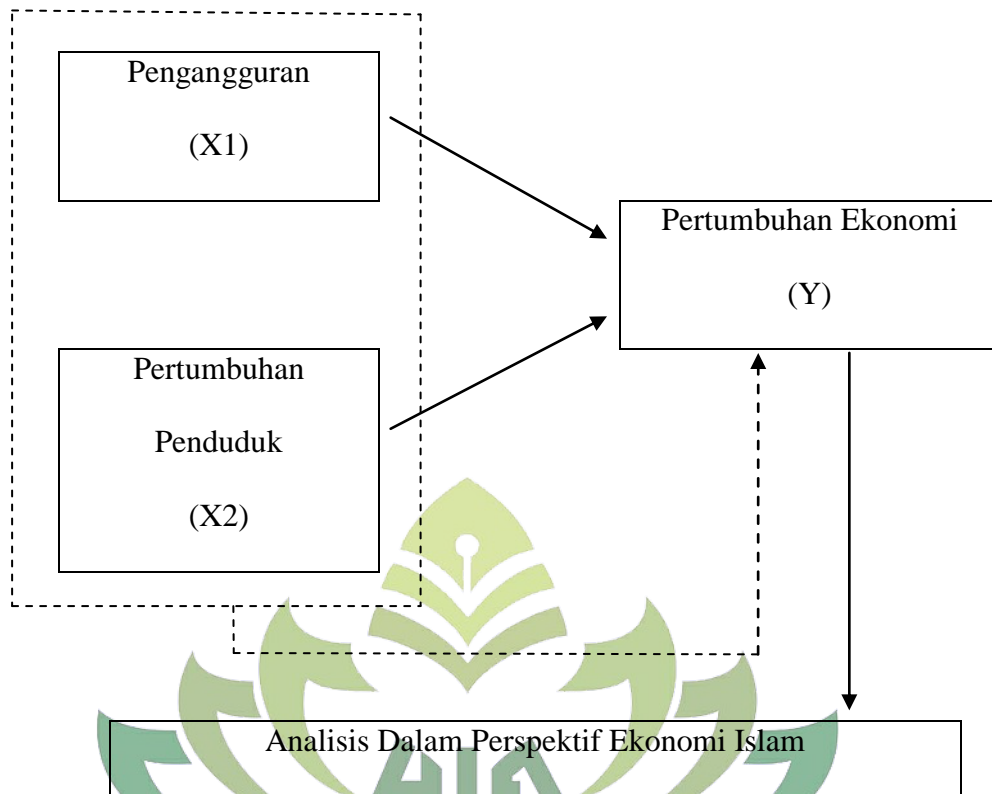 Pengangguran
(X1)
Pertumbuhan Ekonomi
(Y)
Pertumbuhan
Penduduk
(X2)
Analisis Dalam Perspektif Ekonomi Islam